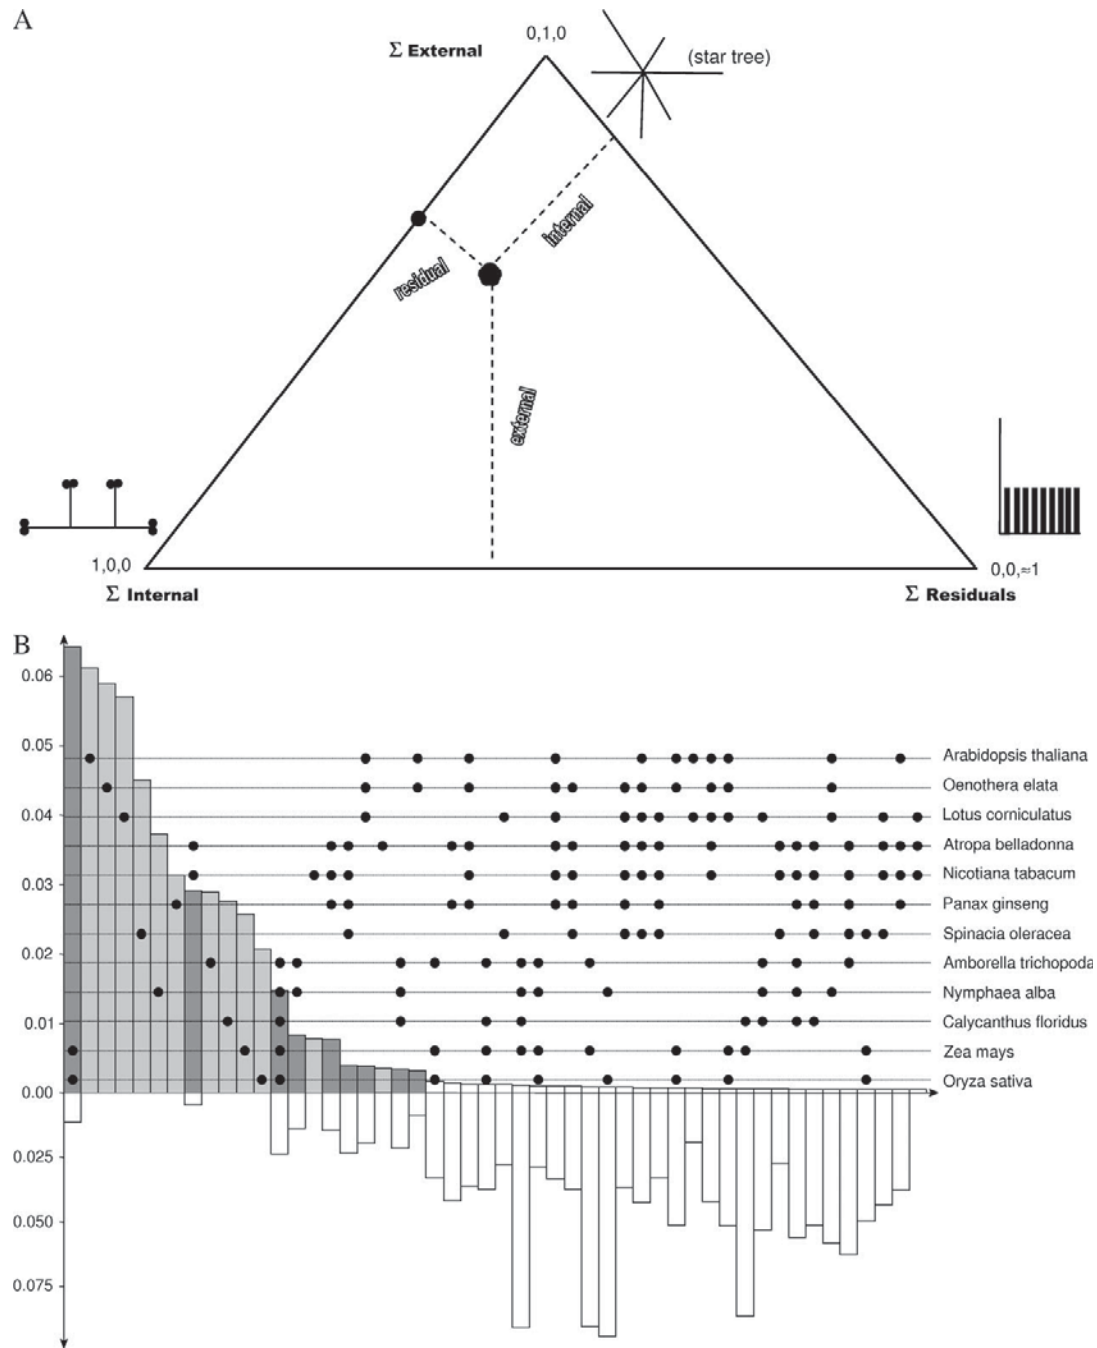 A
0,1,0
Σ External
(star tree)
internal
residual
external
1,0,0
0,0,≈1
Σ Internal
Σ Residuals
B
0.06
0.05
Arabidopsis thaliana
Oenothera elata
0.04
Lotus corniculatus
Atropa belladonna
0.03
Nicotiana tabacum
Panax ginseng
Spinacia oleracea
0.02
Amborella trichopoda
Nymphaea alba
0.01
Calycanthus floridus
Zea mays
0.00
Oryza sativa
0.025
0.050
0.075